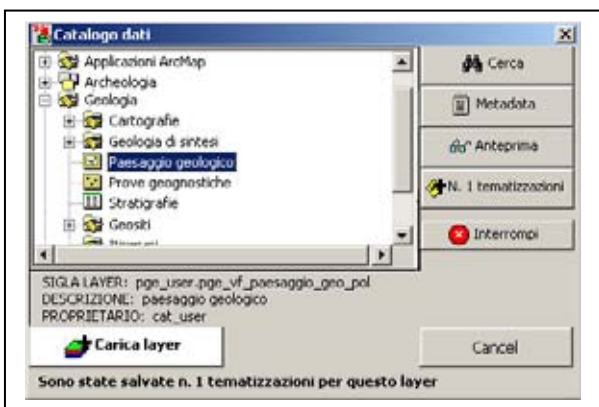 Catalogo dati
Applicazioni ArcMap
Archeologia
Geologia
Cartografie
Geologia di sintesi
Paesaggio geologico
Prove geognostiche
Stratigrafie
Geositi
Cerca
Metadata
Anteprima
N. 1 tematizzazioni
Interrompi
SIGLA LAYER: pge_user.pge_vf_paesaggio_geo_pol
DESCRIZIONE: paesaggio geologico
PROPRIETARIO: cat_user
Carica layer
Cancel
Sono state salvate n. 1 tematizzazioni per questo layer